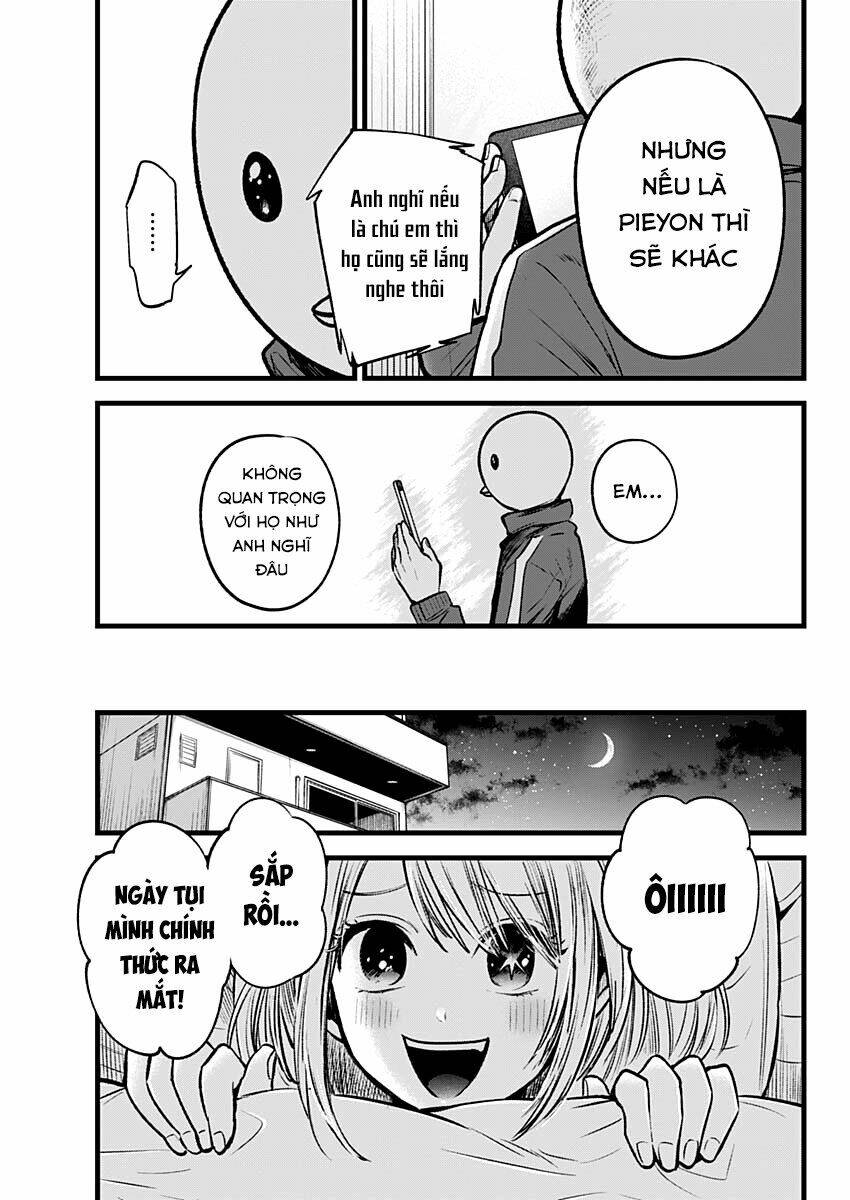 NHƯNG
NẾU LÀ
PIEYON THÌ
SẼ KHÁC
Anh nghĩ nếu
là chú em thì
họ cũng sẽ lắng
nghe thôi
......
EM...
KHÔNG
QUAN TRỌNG
VỚI HỌ NHƯ
ANH NGHĨ
ĐÂU
ÔIIIIII
SẮP
RỒI...
NGÀY TỤI
MÌNH CHÍNH
THỨC RA
MẮT!